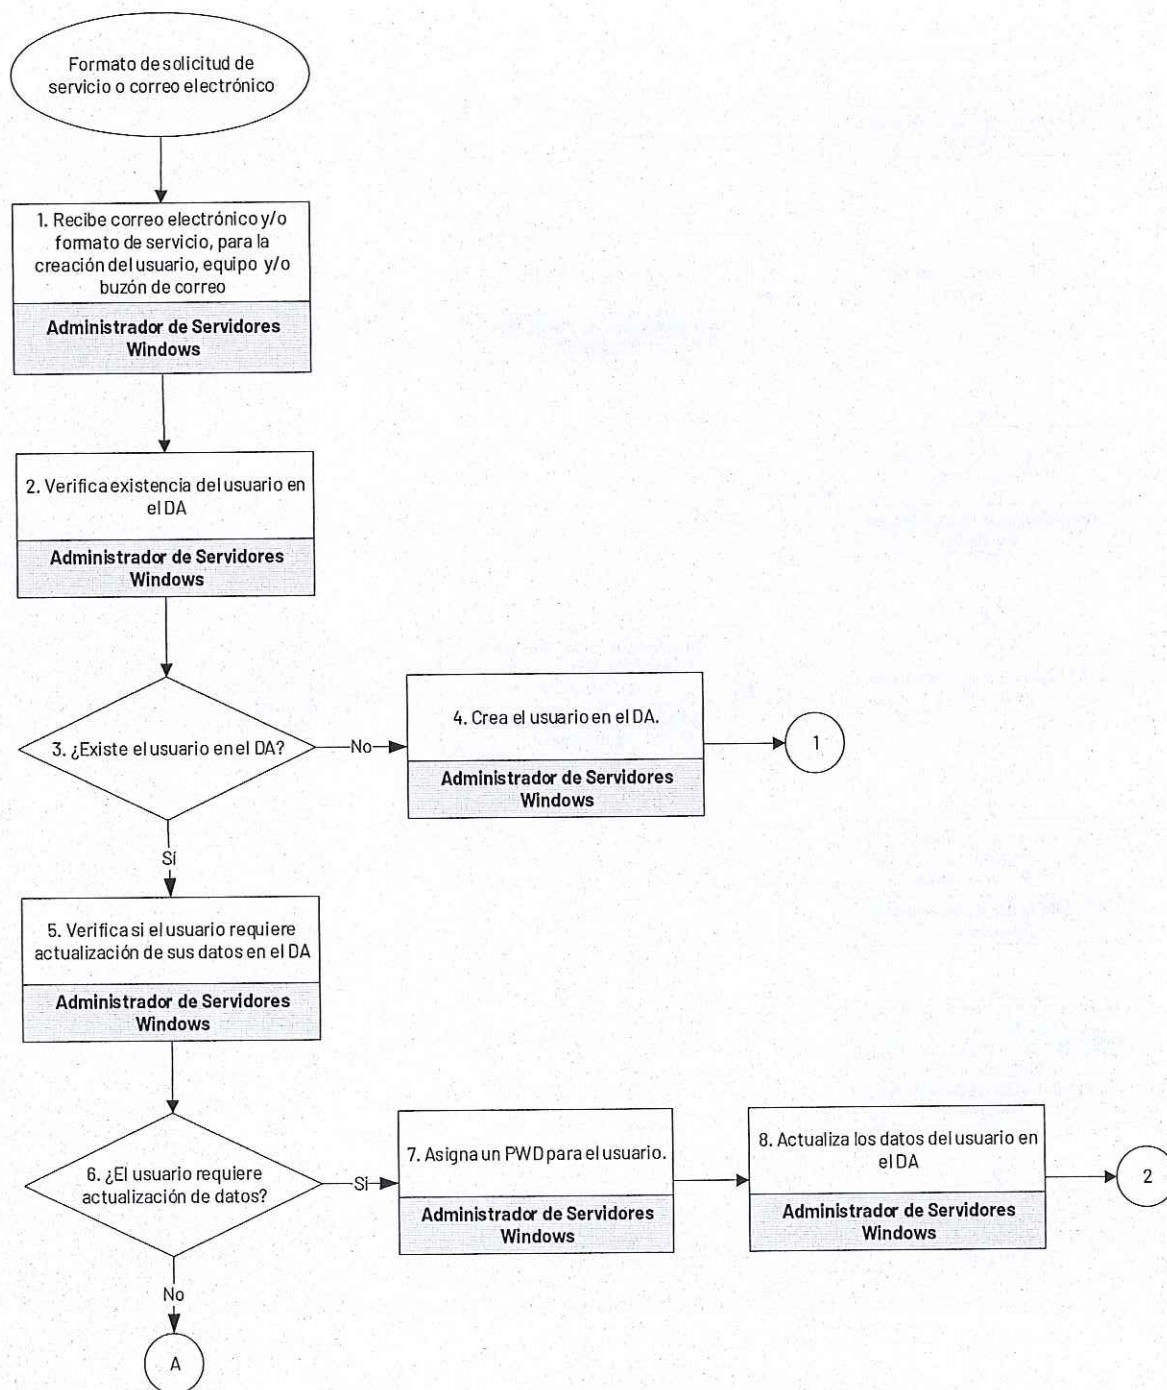 Formato de solicitud de
servicio o correo electrónico
1. Recibe correo electrónico y/o
formato de servicio, para la
creación del usuario, equipo y/o
buzón de correo
Administrador de Servidores
Windows
2. Verifica existencia del usuario en
el DA
Administrador de Servidores
Windows
3. ¿Existe el usuario en el DA?
No
4. Crea el usuario en el DA.
Administrador de Servidores
Windows
1
Sí
5. Verifica si el usuario requiere
actualización de sus datos en el DA
Administrador de Servidores
Windows
6. ¿El usuario requiere
actualización de datos?
Si
7. Asigna un PWD para el usuario.
Administrador de Servidores
Windows
8. Actualiza los datos del usuario en
el DA
Administrador de Servidores
Windows
2
No
A